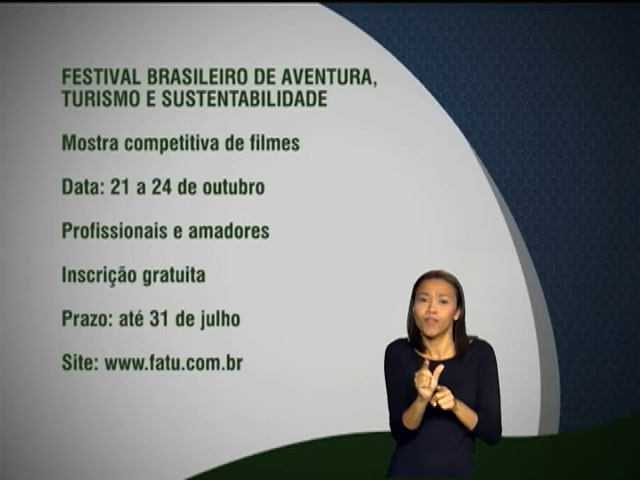 FESTIVAL BRASILEIRO DE AVENTURA,
TURISMO E SUSTENTABILIDADE
Mostra competitiva de filmes
Data: 21 a 24 de outubro
Profissionais e amadores
Inscrição gratuita
Prazo: até 31 de julho
Site: www.fatu.com.br